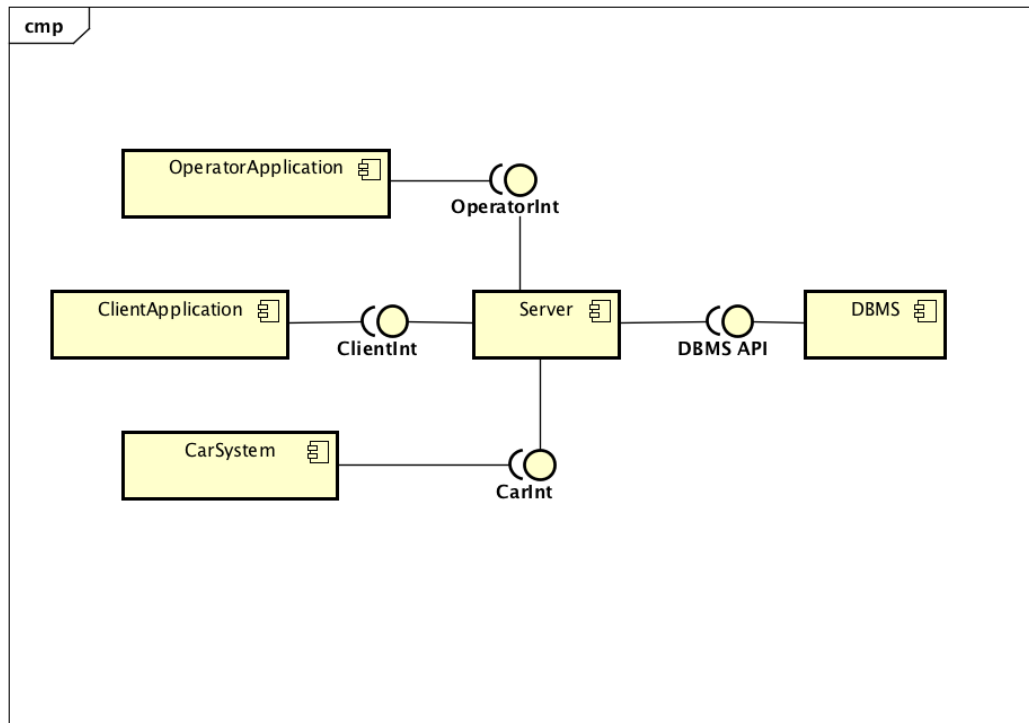 cmp
OperatorApplication
OperatorInt
ClientApplication
ClientInt
Server
DBMS API
DBMS
CarSystem
CarInt